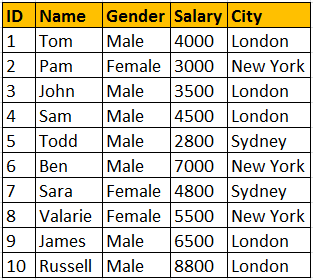 ID Name Gender Salary City
1 Tom Male 4000 London
2 Pam Female 3000 New York
3 John Male 3500 London
4 Sam Male 4500 London
5 Todd Male 2800 Sydney
6 Ben Male 7000 New York
7 Sara Female 4800 Sydney
8 Valarie Female 5500 New York
9 James Male 6500 London
10 Russell Male 8800 London